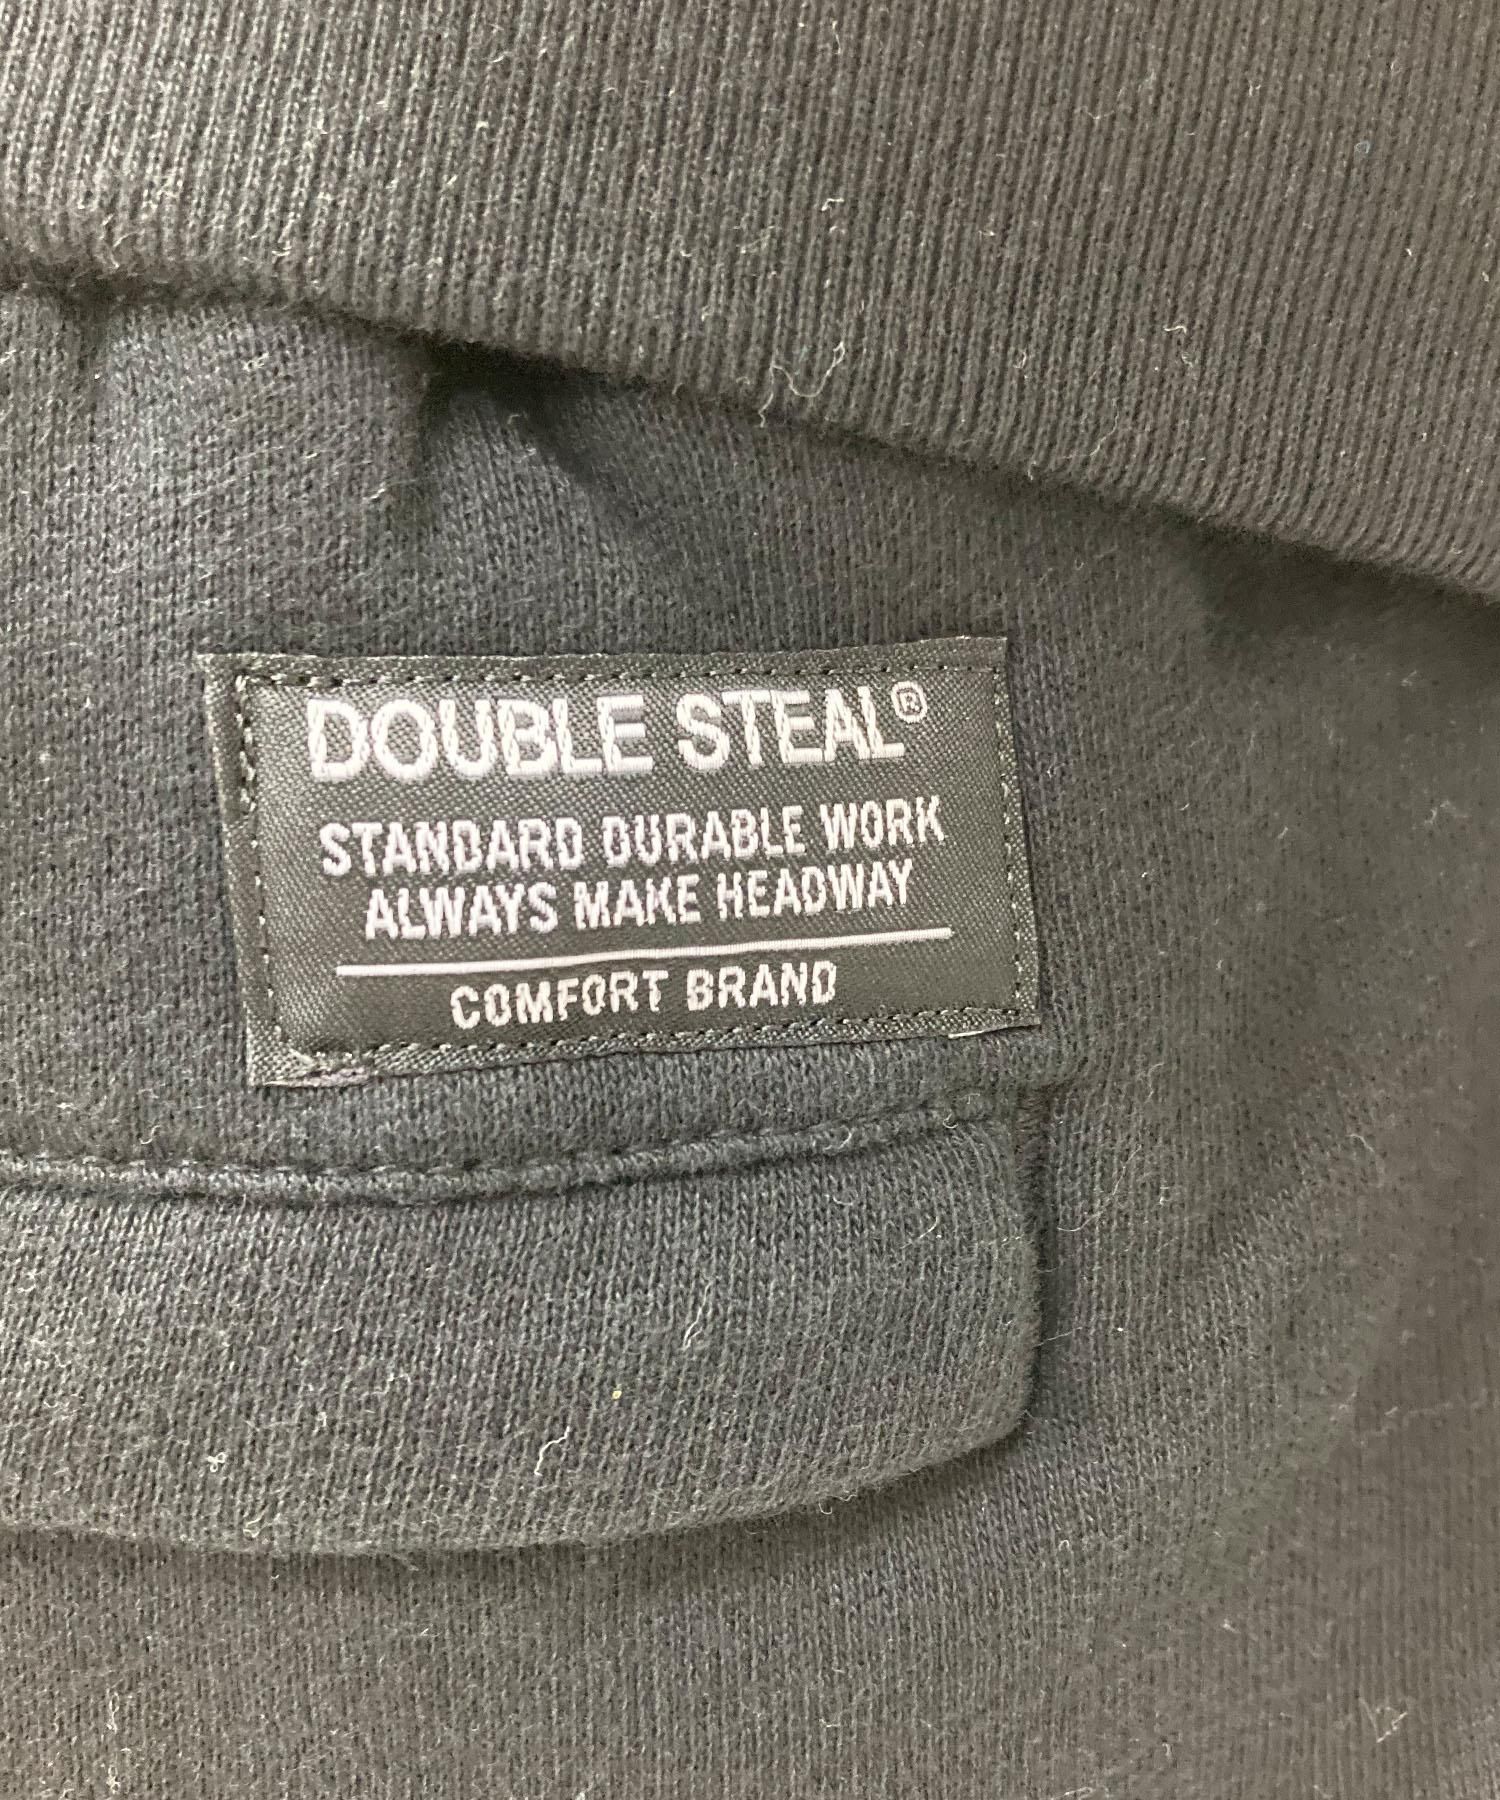 DOUBLE STEAL®
STANDARD DURABLE WORK
ALWAYS MAKE HEADWAY
COMFORT BRAND